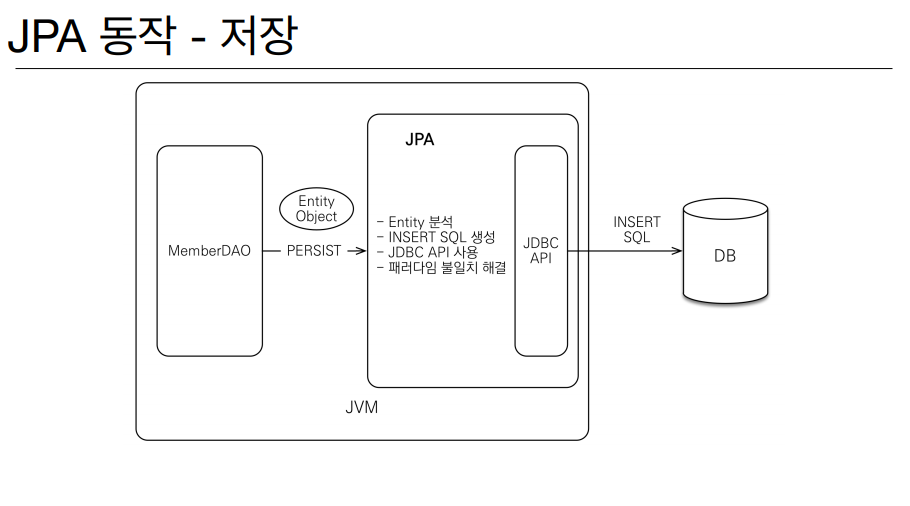 JPA 동작 - 저장
JPA
Entity
Object
MemberDAO
PERSIST
- Entity 분석
- INSERT SQL 생성
- JDBC API 사용
- 패러다임 불일치 해결
JDBC
API
INSERT
SQL
DB
JVM